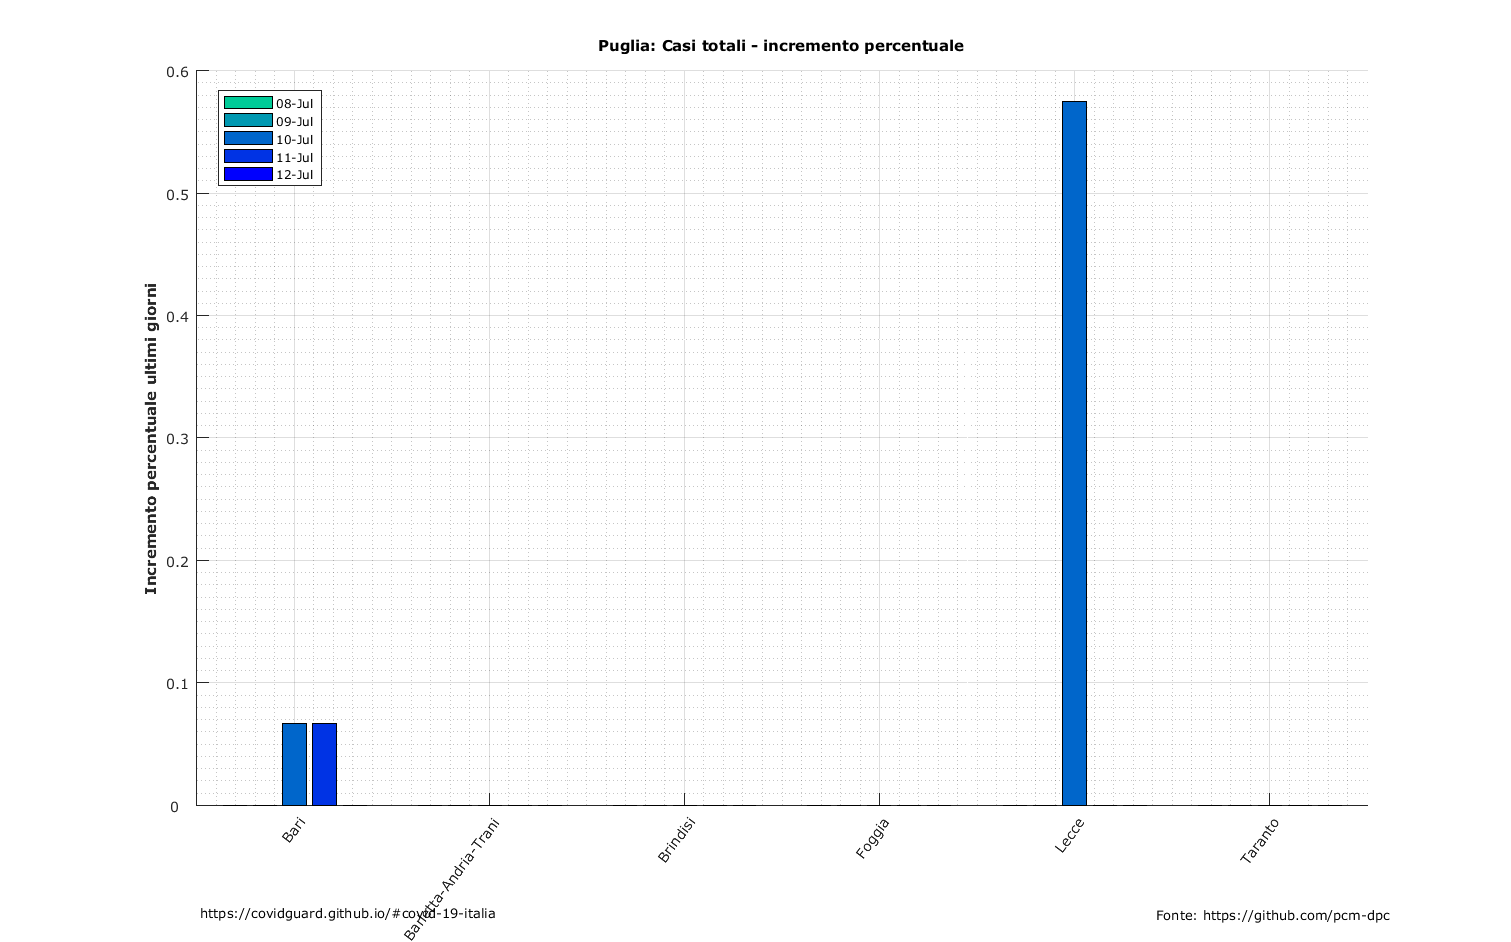 Puglia: Casi totali - incremento percentuale
Incremento percentuale ultimi giorni
0.6
0.5
0.4
0.3
0.2
0.1
0
08-Jul
09-Jul
10-Jul
11-Jul
12-Jul
Bari
Barletta-Andria-Trani
Brindisi
Foggia
Lecce
Taranto
https://covidguard.github.io/#covid-19-italia
Fonte: https://github.com/pcm-dpc